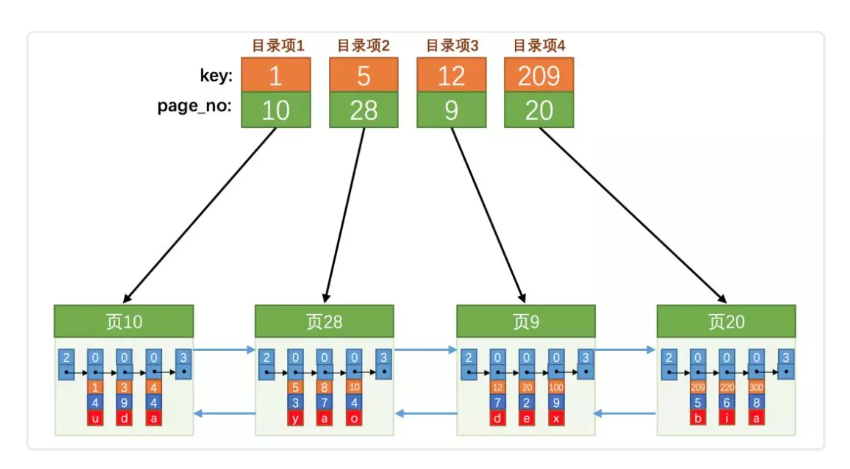 目录项1 目录项2 目录项3 目录项4
key: 1 5 12 209
page_no: 10 28 9 20
页10 页28 页9 页20
2 0 0 0 3 2 0 0 0 3 2 0 0 0 3 2 0 0 0 3
1 3 4 5 8 10 12 20 100 209 220 300
4 9 4 3 7 4 7 2 9 5 6 8
u d a y a o d e x b i a